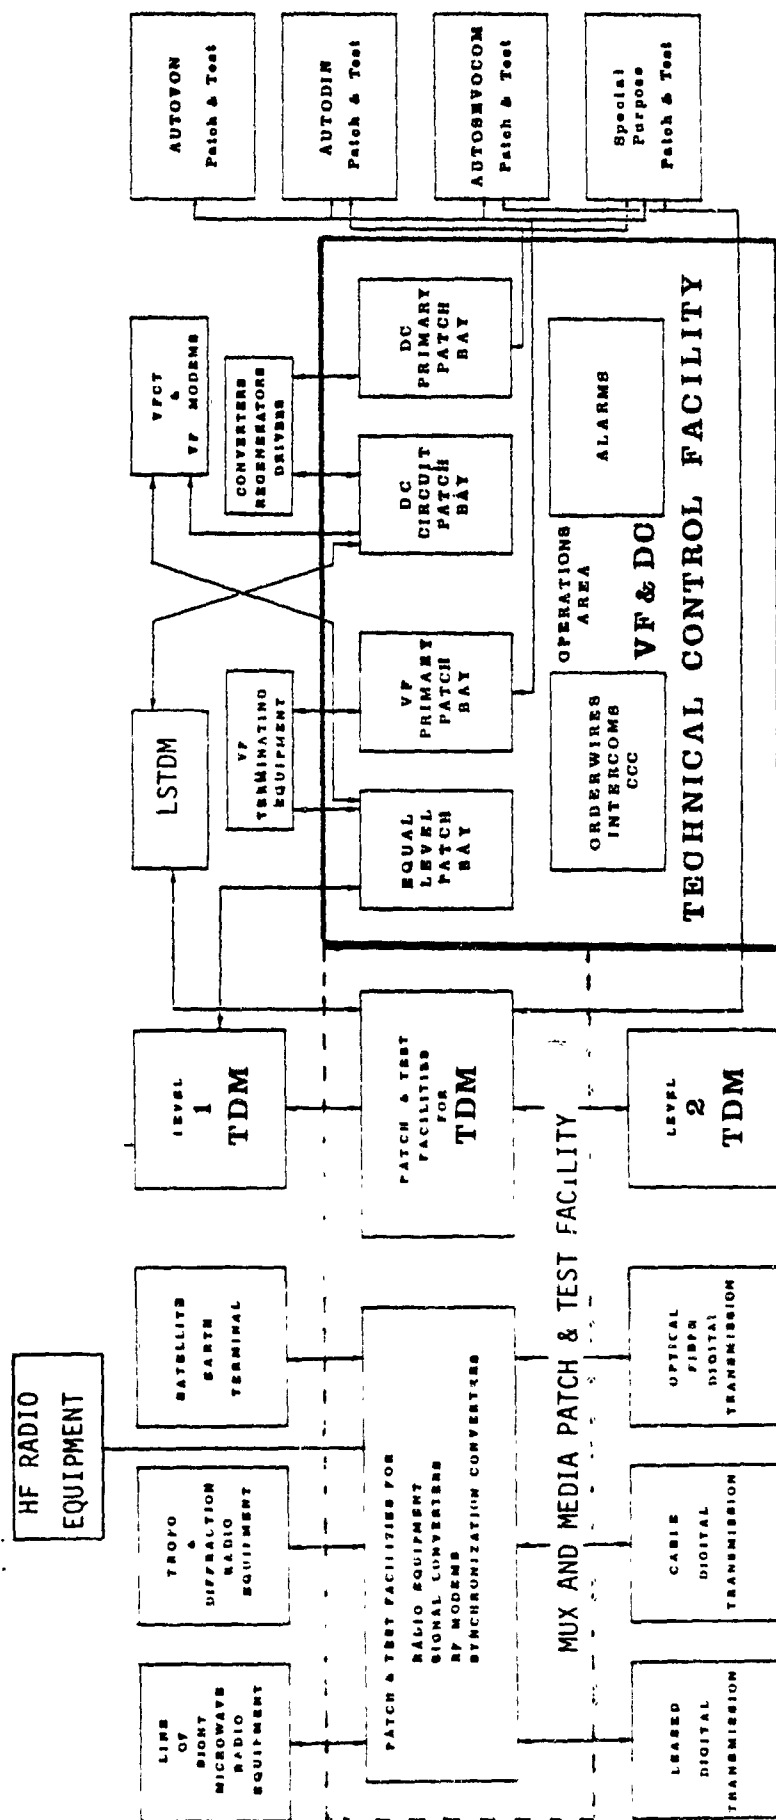 HF RADIO
EQUIPMENT
LINE
OF
SIGHT
MICROWAVE
RADIO
EQUIPMENT
TROPO
&
DIFFRACTION
RADIO
EQUIPMENT
SATELLITE
EARTH
TERMINAL
LEVEL
1
TDM
LSTDM
VFCT
&
VF MODEMS
AUTOVON
Patch & Test
AUTODIN
Patch & Test
AUTOSEVOCOM
Patch & Test
Special
Purpose
Patch & Test
VF
TERMINATING
EQUIPMENT
CONVERTERS
REGENERATORS
DRIVERS
PATCH & TEST FACILITIES FOR
RADIO EQUIPMENT
SIGNAL CONVERTERS
RF MODEMS
SYNCHRONIZATION CONVERTERS
PATCH & TEST
FACILITIES
FOR
TDM
EQUAL
LEVEL
PATCH
BAY
VF
PRIMARY
PATCH
BAY
DC
CIRCUIT
PATCH
BAY
DC
PRIMARY
PATCH
BAY
MUX AND MEDIA PATCH & TEST FACILITY
ORDERWIRES
INTERCOMS
CCC
OPERATIONS
AREA
VF & DC
ALARMS
TECHNICAL CONTROL FACILITY
LEASED
DIGITAL
TRANSMISSION
CABLE
DIGITAL
TRANSMISSION
OPTICAL
FIBER
DIGITAL
TRANSMISSION
LEVEL
2
TDM